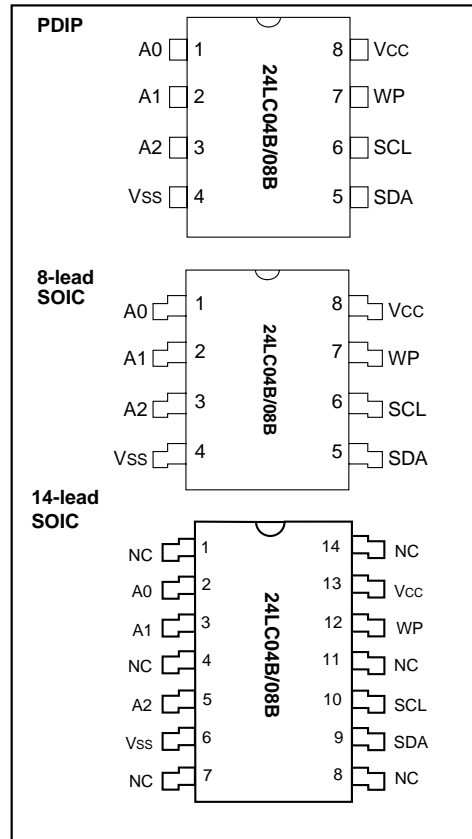 PDIP
A0 1 8 VCC
A1 2 7 WP
A2 3 6 SCL
VSS 4 5 SDA
24LC04B/08B
8-lead
SOIC
A0 1 8 VCC
A1 2 7 WP
A2 3 6 SCL
VSS 4 5 SDA
24LC04B/08B
14-lead
SOIC
NC 1 14 NC
A0 2 13 VCC
A1 3 12 WP
NC 4 11 NC
A2 5 10 SCL
VSS 6 9 SDA
NC 7 8 NC
24LC04B/08B